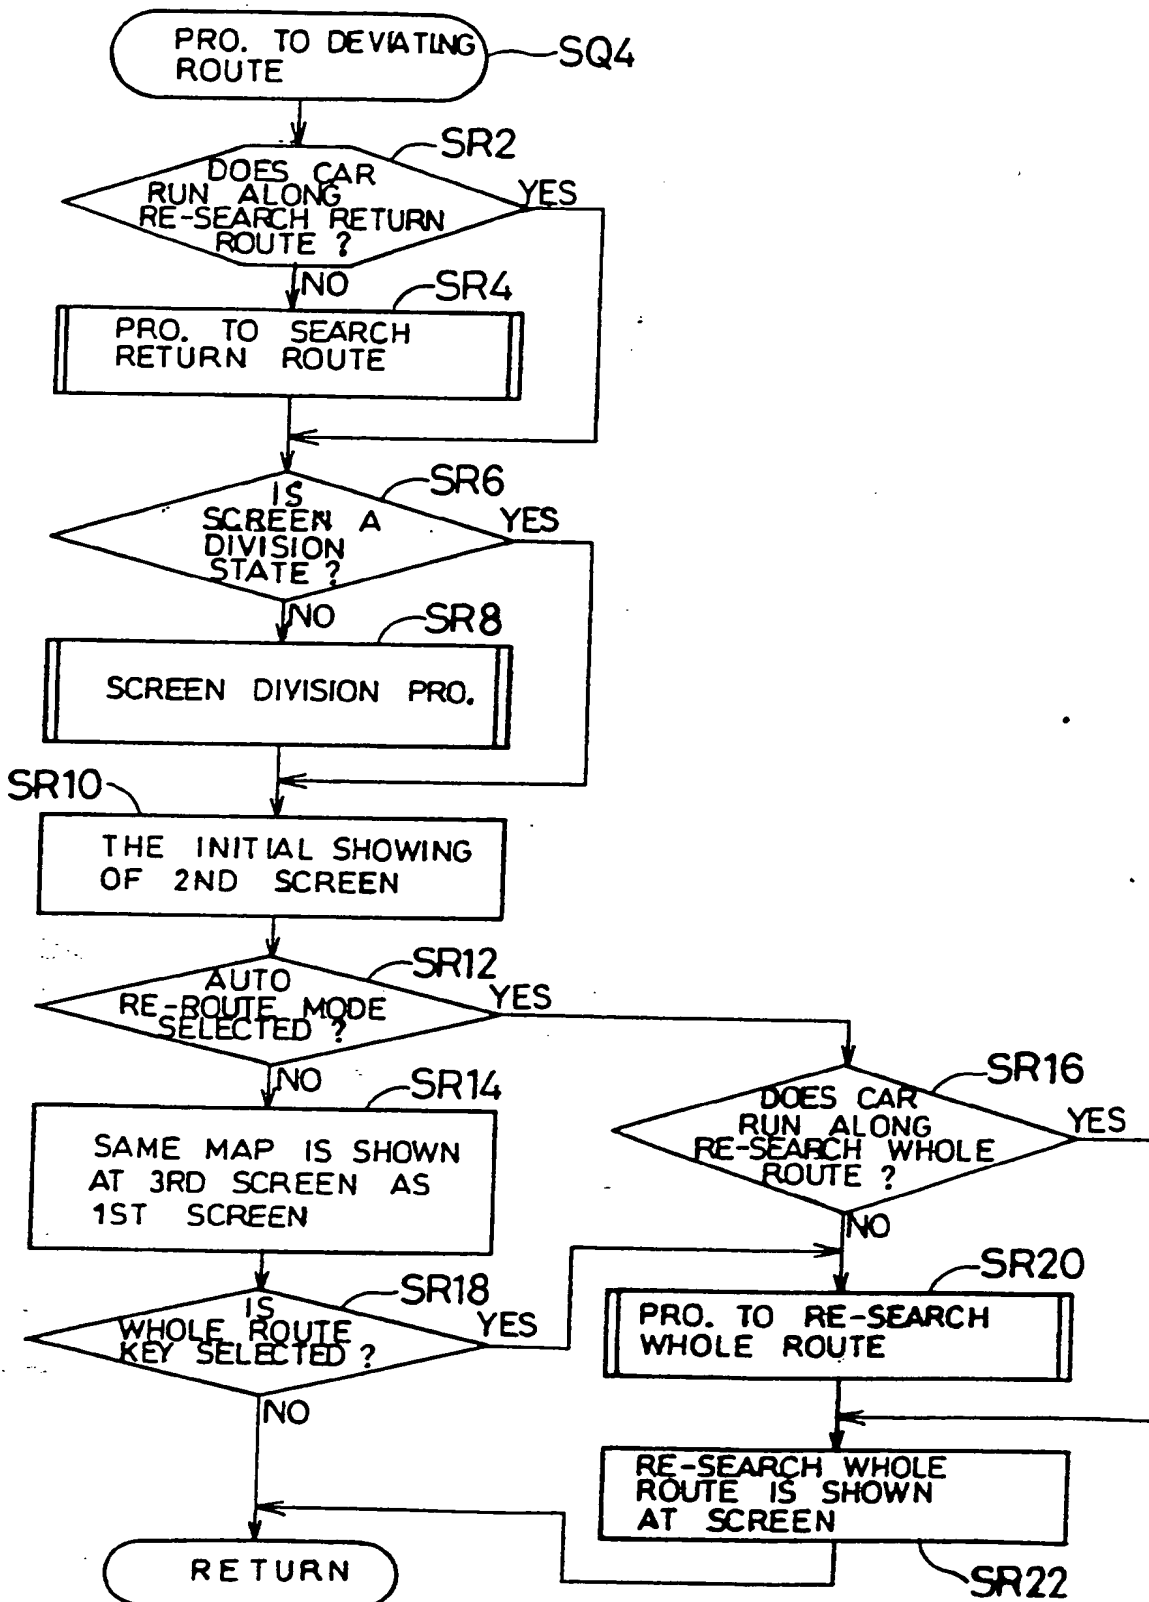 PRO. TO DEVIATING
ROUTE
SQ4
SR2
DOES CAR
RUN ALONG
RE-SEARCH RETURN
ROUTE ?
YES
NO
SR4
PRO. TO SEARCH
RETURN ROUTE
SR6
IS
SCREEN A
DIVISION
STATE ?
YES
NO
SR8
SCREEN DIVISION PRO.
SR10
THE INITIAL SHOWING
OF 2ND SCREEN
SR12
AUTO
RE-ROUTE MODE
SELECTED ?
YES
NO
SR14
SAME MAP IS SHOWN
AT 3RD SCREEN AS
1ST SCREEN
SR16
DOES CAR
RUN ALONG
RE-SEARCH WHOLE
ROUTE ?
YES
NO
SR18
IS
WHOLE ROUTE
KEY SELECTED ?
YES
NO
SR20
PRO. TO RE-SEARCH
WHOLE ROUTE
RE-SEARCH WHOLE
ROUTE IS SHOWN
AT SCREEN
SR22
RETURN